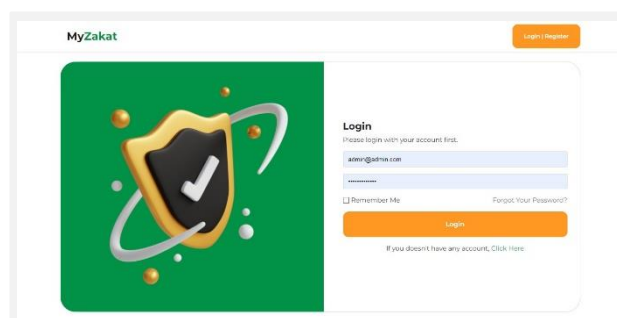 MyZakat
Login | Register
Login
Please login with your account first.
admin@admin.com
Remember Me
Forgot Your Password?
Login
If you doesn't have any account, Click Here